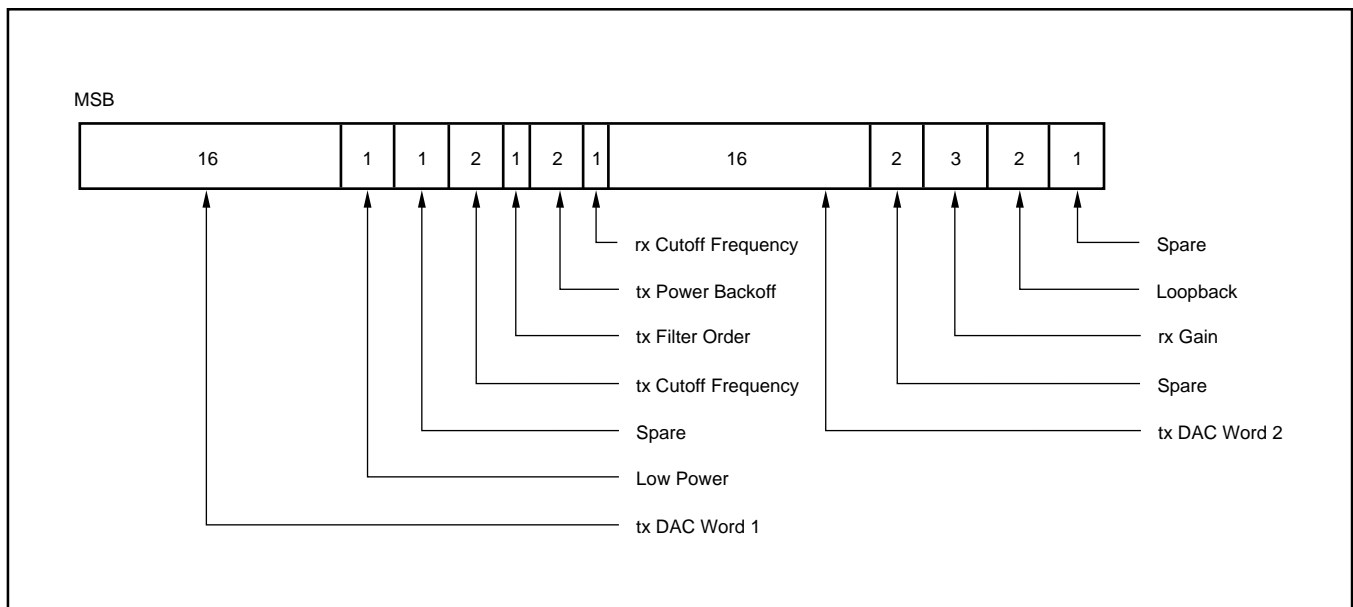 MSB
16 1 1 2 1 2 1 16 2 3 2 1
rx Cutoff Frequency Spare
tx Power Backoff Loopback
tx Filter Order rx Gain
tx Cutoff Frequency Spare
Spare tx DAC Word 2
Low Power
tx DAC Word 1